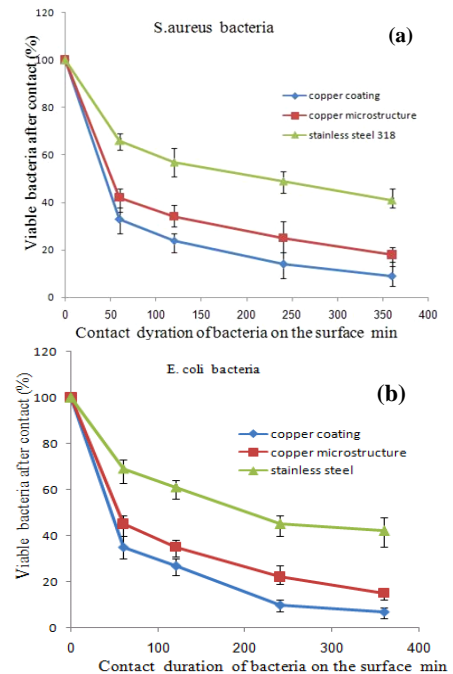 120
S.aureus bacteria
(a)
100
copper coating
80
copper microstructure
stainless steel 318
60
40
20
0
0 50 100 150 200 250 300 350 400
Viable bacteria after contact (%)
Contact dyration of bacteria on the surface min
120
E. coli bacteria
(b)
100
80
copper coating
copper microstructure
stainless steel
60
40
20
0
0 100 200 300 400
Viable bacteria after contact (%)
Contact duration of bacteria on the surface min